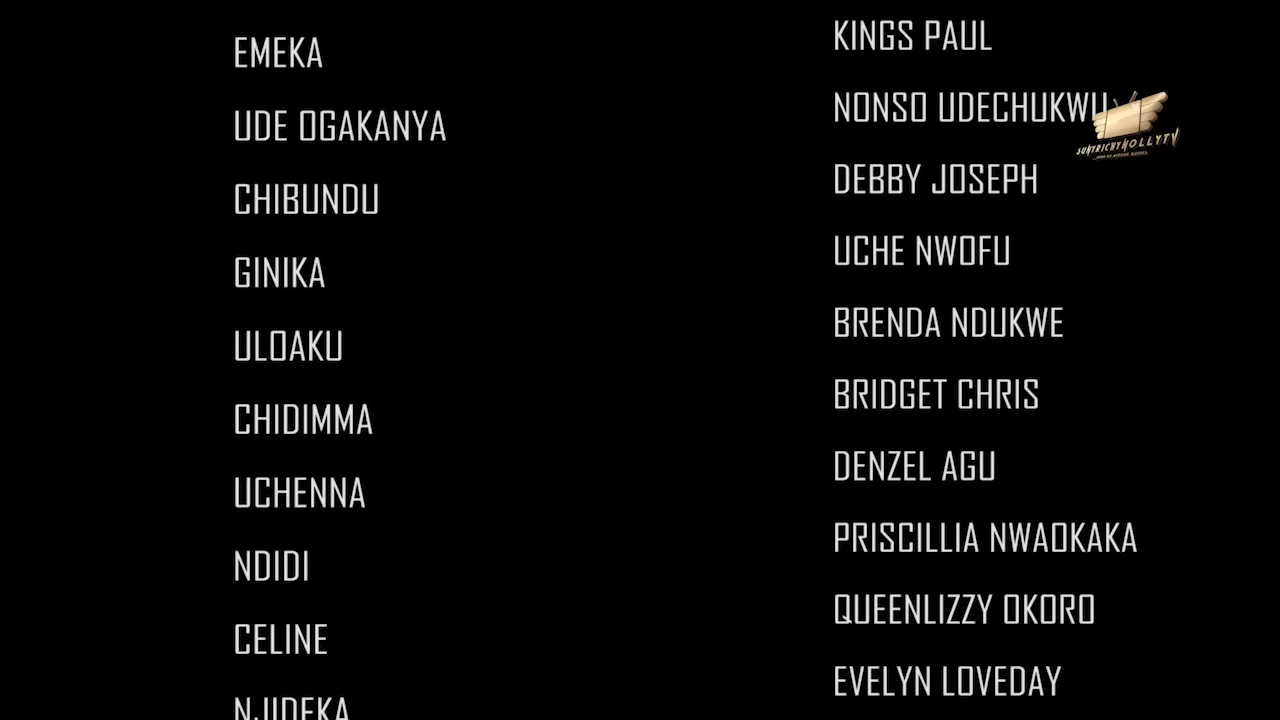 EMEKA
KINGS PAUL
UDE OGAKANYA
NONSO UDECHUKWU
CHIBUNDU
DEBBY JOSEPH
GINIKA
UCHE NWOFU
ULOAKU
BRENDA NDUKWE
CHIDIMMA
BRIDGET CHRIS
UCHENNA
DENZEL AGU
NDIDI
PRISCILLIA NWAOKAKA
CELINE
QUEENLIZZY OKORO
NJIDEKA
EVELYN LOVEDAY